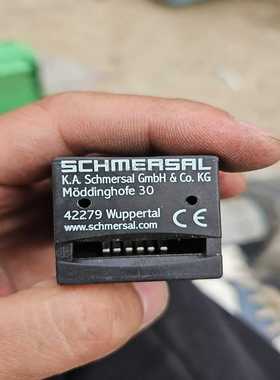 SCHMERSAL
K.A. Schmersal GmbH & Co. KG
Möddinghofe 30
42279 Wuppertal
www.schmersal.com
CE